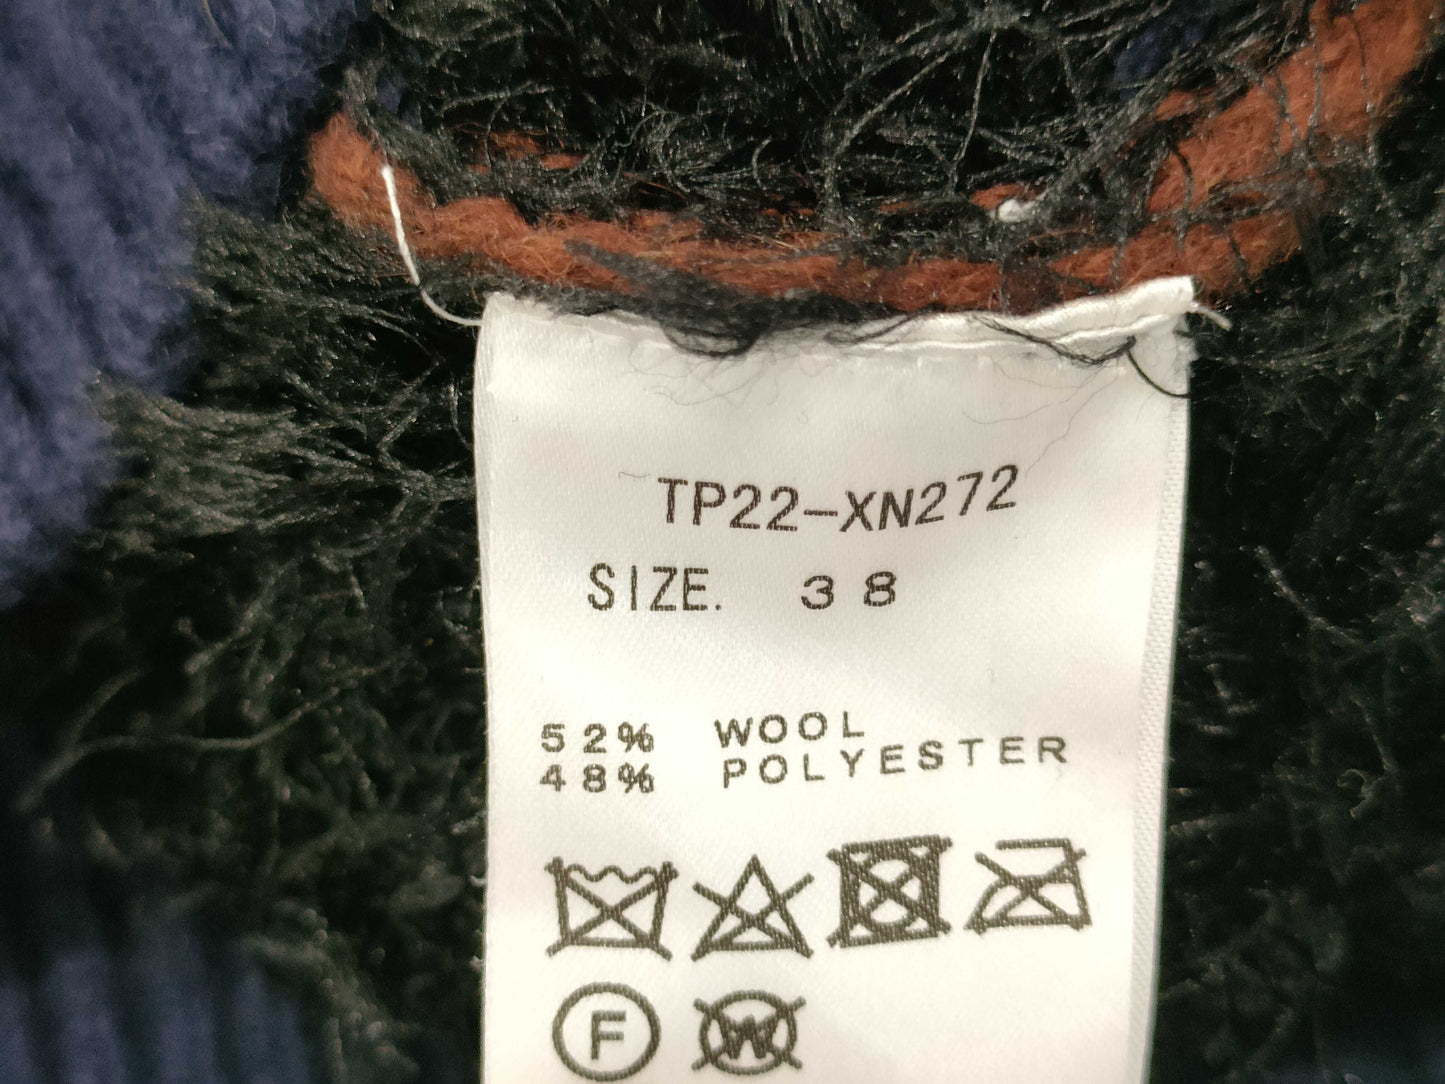 TP22-XN272
SIZE. 38
52% WOOL
48% POLYESTER
F W